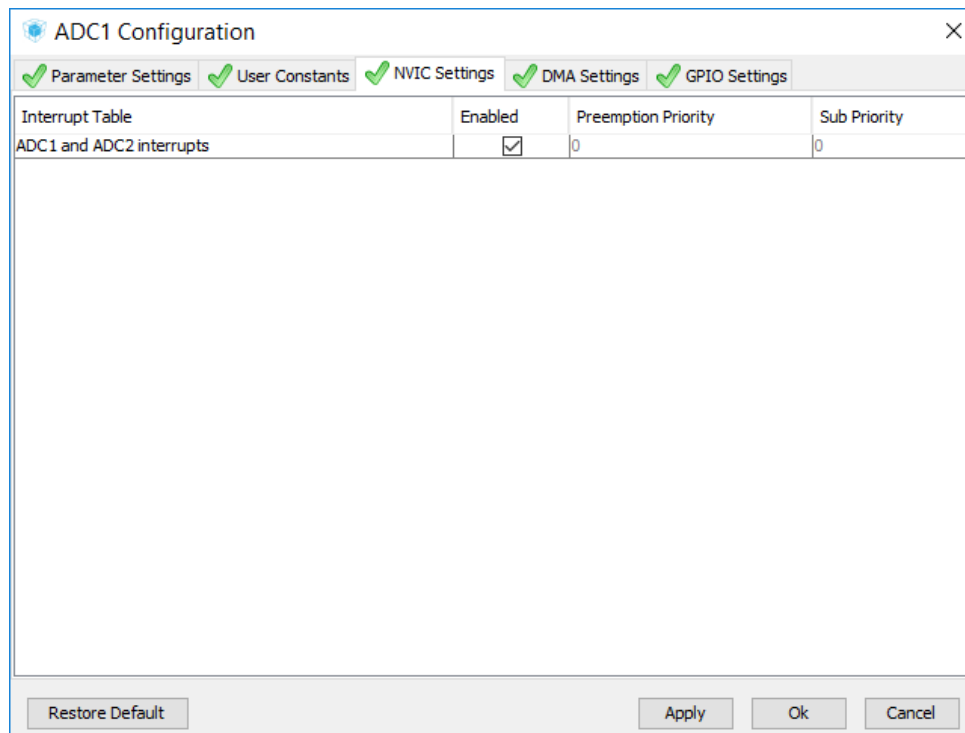 ADC1 Configuration
Parameter Settings User Constants NVIC Settings DMA Settings GPIO Settings
Interrupt Table Enabled Preemption Priority Sub Priority
ADC1 and ADC2 interrupts 0 0
Restore Default Apply Ok Cancel